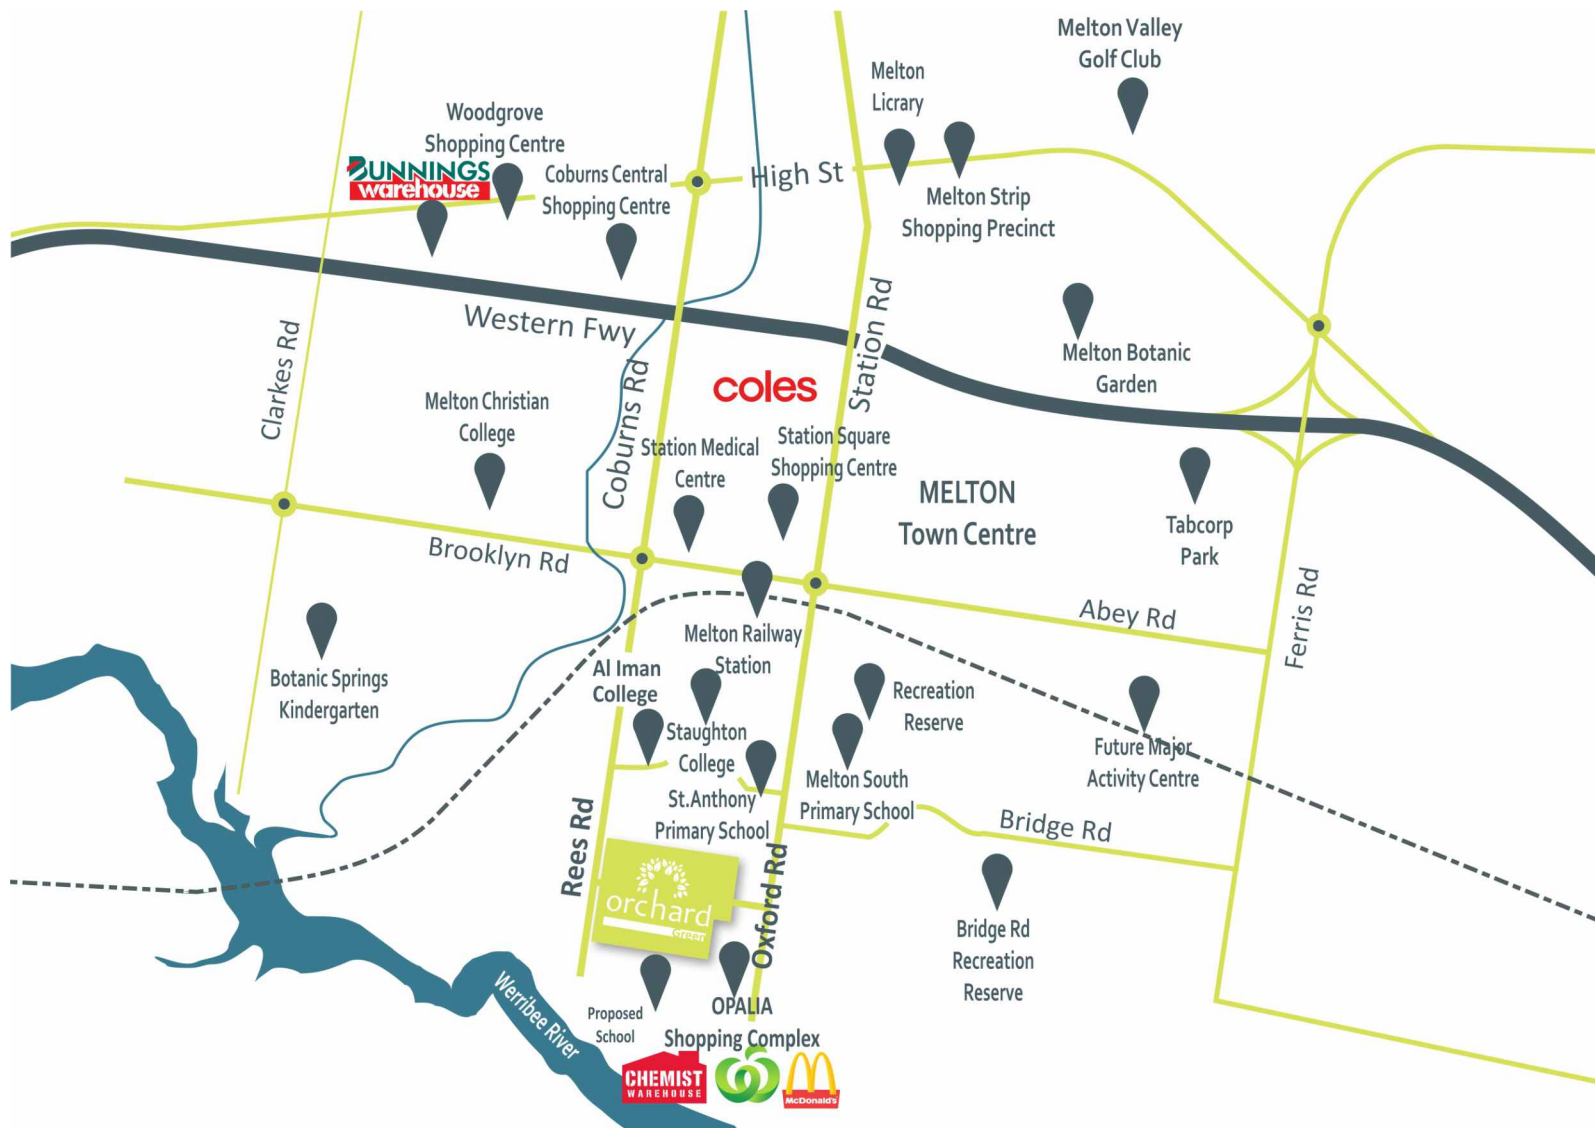 Melton Valley
Golf Club
Melton
Licrary
Woodgrove
Shopping Centre
BUNNINGS
warehouse
Coburns Central
Shopping Centre
High St
Melton Strip
Shopping Precinct
Western Fwy
Station Rd
Melton Botanic
Garden
Clarkes Rd
Coburns Rd
coles
Melton Christian
College
Station Medical
Centre
Station Square
Shopping Centre
MELTON
Town Centre
Tabcorp
Park
Brooklyn Rd
Abey Rd
Ferris Rd
Melton Railway
Station
Botanic Springs
Kindergarten
Al Iman
College
Recreation
Reserve
Staughton
College
Future Major
Activity Centre
Melton South
Primary School
St.Anthony
Primary School
Bridge Rd
Rees Rd
Oxford Rd
orchard
Green
Bridge Rd
Recreation
Reserve
Werribee River
Proposed
School
OPALIA
Shopping Complex
CHEMIST
WAREHOUSE
McDonald's